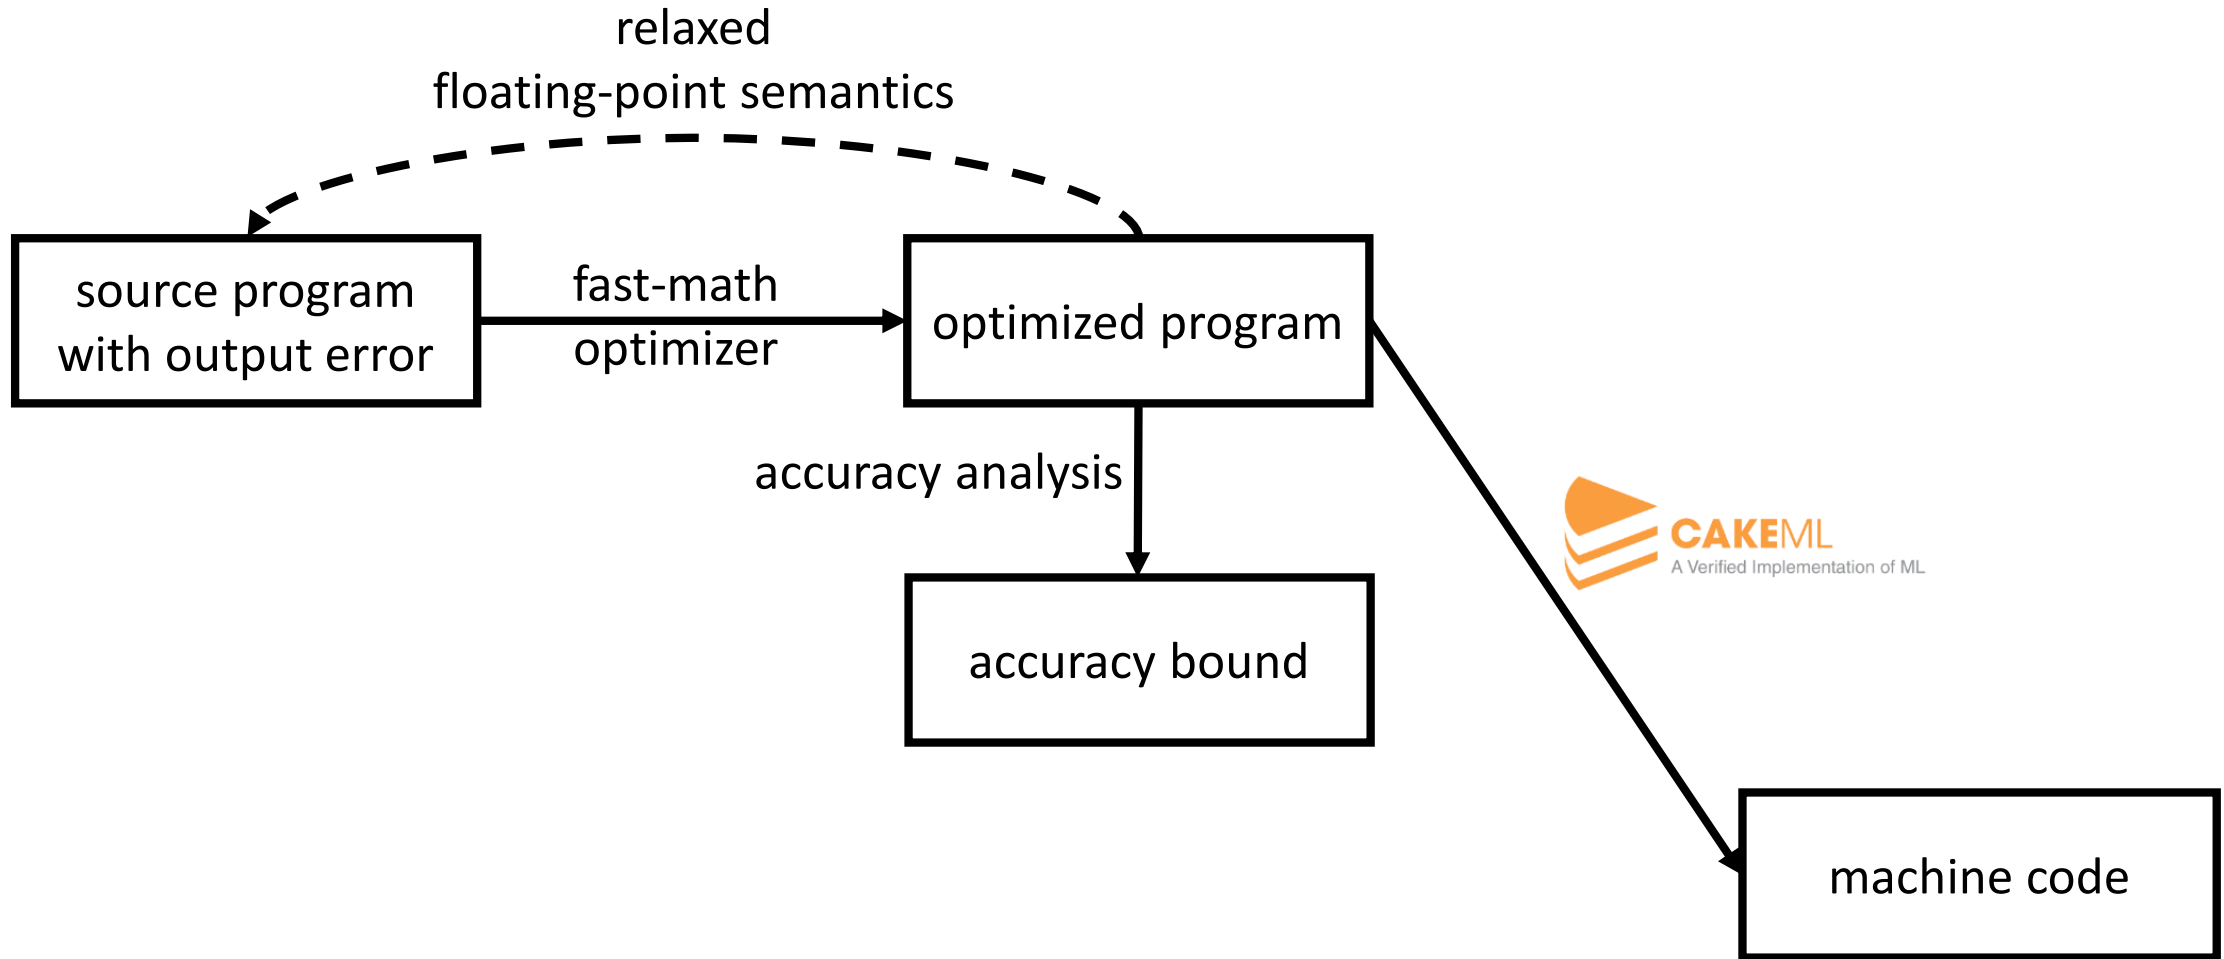 relaxed
floating-point semantics
source program
with output error
fast-math
optimizer
optimized program
accuracy analysis
CAKEML
A Verified Implementation of ML
accuracy bound
machine code